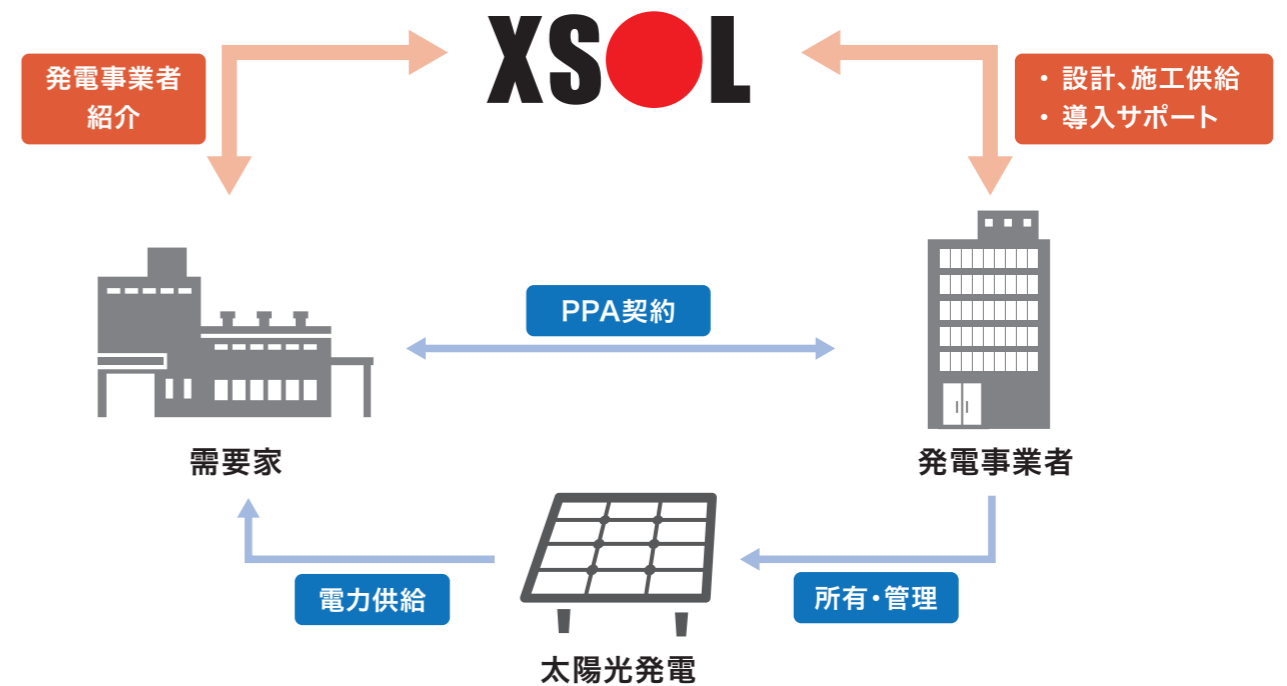 XSOL
発電事業者
紹介
・ 設計、施工供給
・ 導入サポート
PPA契約
需要家
発電事業者
電力供給
所有・管理
太陽光発電